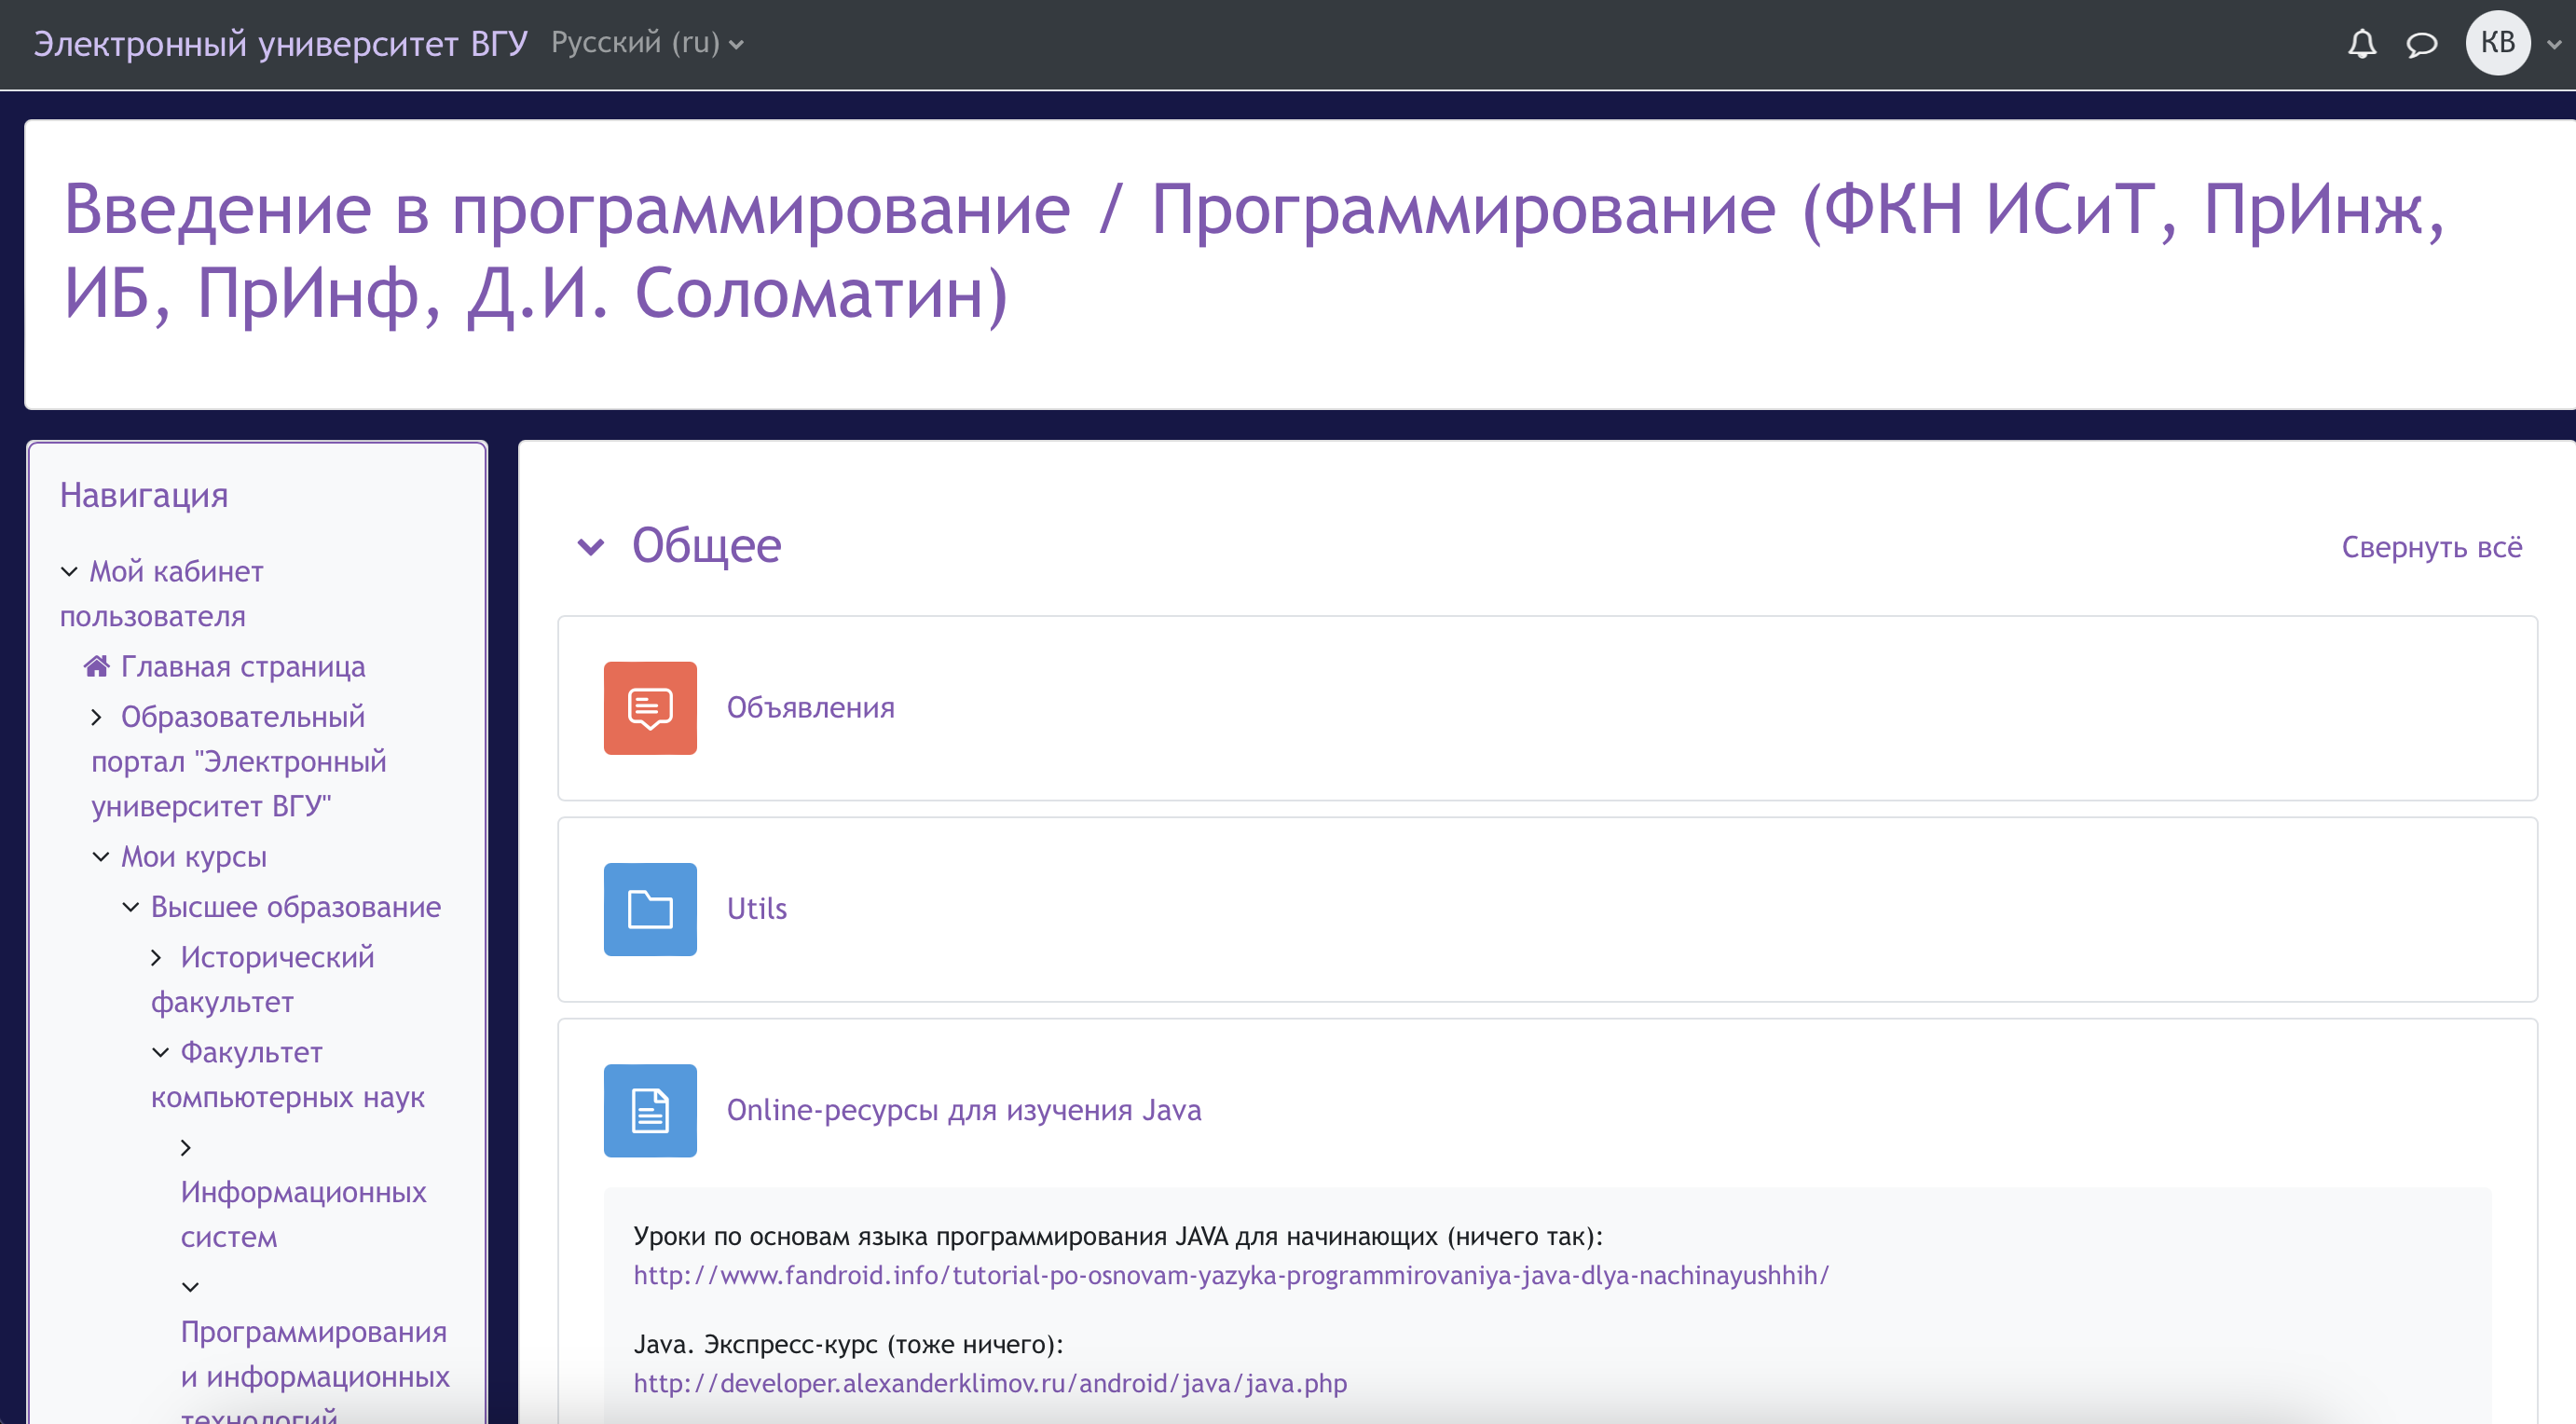 Электронный университет ВГУ Русский (ru)
КВ
Введение в программирование / Программирование (ФКН ИСиТ, ПрИнж,
ИБ, ПрИнф, Д.И. Соломатин)
Навигация
Мой кабинет
пользователя
Главная страница
Образовательный
портал "Электронный
университет ВГУ"
Мои курсы
Высшее образование
Исторический
факультет
Факультет
компьютерных наук
Информационных
систем
Программирования
и информационных
технологий
Общее
Свернуть всё
Объявления
Utils
Online-ресурсы для изучения Java
Уроки по основам языка программирования JAVA для начинающих (ничего так):
http://www.fandroid.info/tutorial-po-osnovam-yazyka-programmirovaniya-java-dlya-nachinayushhih/
Java. Экспресс-курс (тоже ничего):
http://developer.alexanderklimov.ru/android/java/java.php